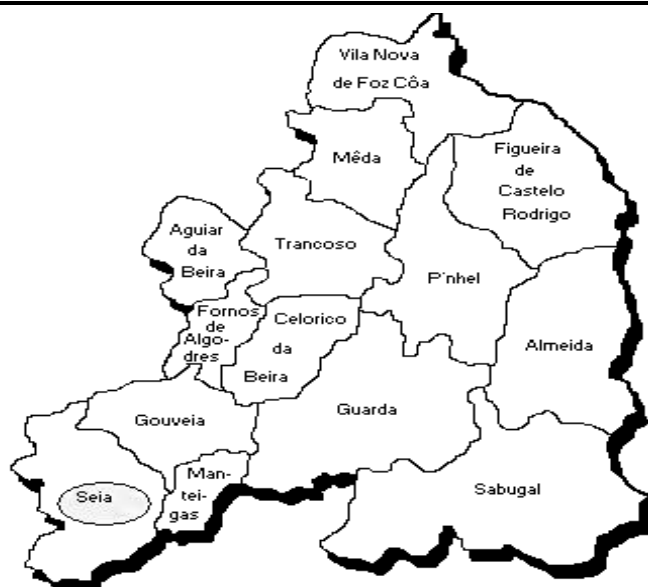 Vila Nova
de Foz Côa
Mêda
Figueira
de
Castelo
Rodrigo
Aguiar
da
Beira
Trancoso
P´nhel
Fornos
de
Algo-
dres
Celorico
da
Beira
Almeida
Gouveia
Guarda
Man-
tei-
gas
Seia
Sabugal